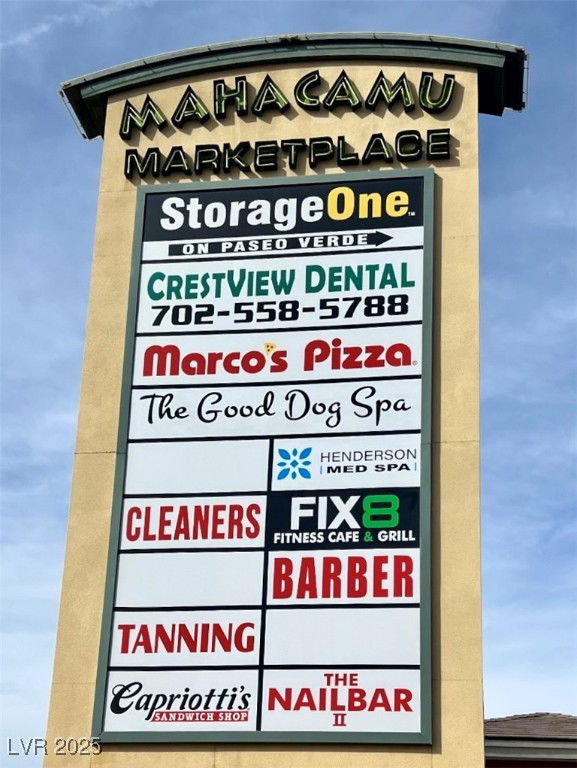 MAHACAMU
MARKETPLACE
StorageOne™
ON PASEO VERDE
CRESTVIEW DENTAL
702-558-5788
Marco's Pizza®
The Good Dog Spa
HENDERSON
MED SPA
CLEANERS
FIX8
FITNESS CAFE & GRILL
BARBER
TANNING
Capriotti's
SANDWICH SHOP
THE
NAILBAR
II
LVR 2025